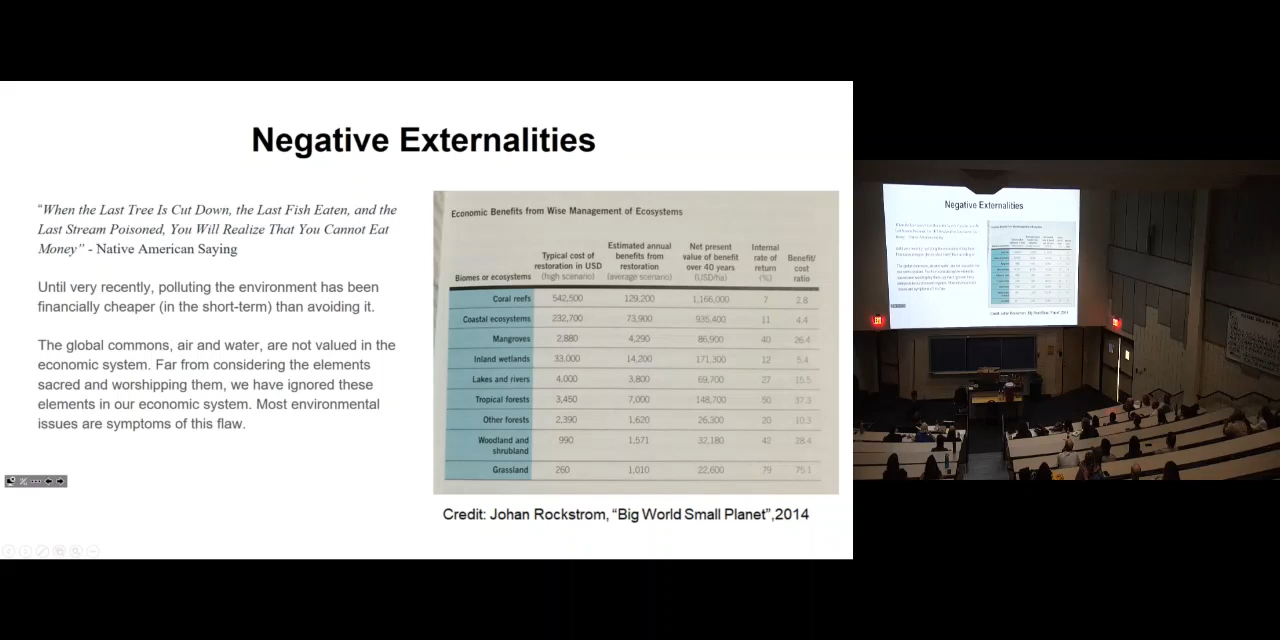 Negative Externalities
"When the Last Tree Is Cut Down, the Last Fish Eaten, and the
Last Stream Poisoned, You Will Realize That You Cannot Eat
Money" - Native American Saying
Until very recently, polluting the environment has been
financially cheaper (in the short-term) than avoiding it.
The global commons, air and water, are not valued in the
economic system. Far from considering the elements
sacred and worshipping them, we have ignored these
elements in our economic system. Most environmental
issues are symptoms of this flaw.
Economic Benefits from Wise Management of Ecosystems
Biomes or ecosystems
Typical cost of
restoration in USD
(high scenario)
Estimated annual
benefits from
restoration
(average scenario)
Net present
value of benefit
over 40 years
(USD/ha)
Internal
rate of
return
(%)
Benefit/
cost
ratio
Coral reefs 542,500 129,200 1,166,000 7 2.8
Coastal ecosystems 232,700 73,900 935,400 11 4.4
Mangroves 2,880 4,290 86,900 40 26.4
Inland wetlands 33,000 14,200 171,300 12 5.4
Lakes and rivers 4,000 3,800 69,700 27 15.5
Tropical forests 3,450 7,000 148,700 50 37.3
Other forests 2,390 1,620 26,300 20 10.3
Woodland and
shrubland 990 1,571 32,180 42 28.4
Grassland 260 1,010 22,600 79 75.1
Credit: Johan Rockstrom, "Big World Small Planet",2014
Negative Externalities